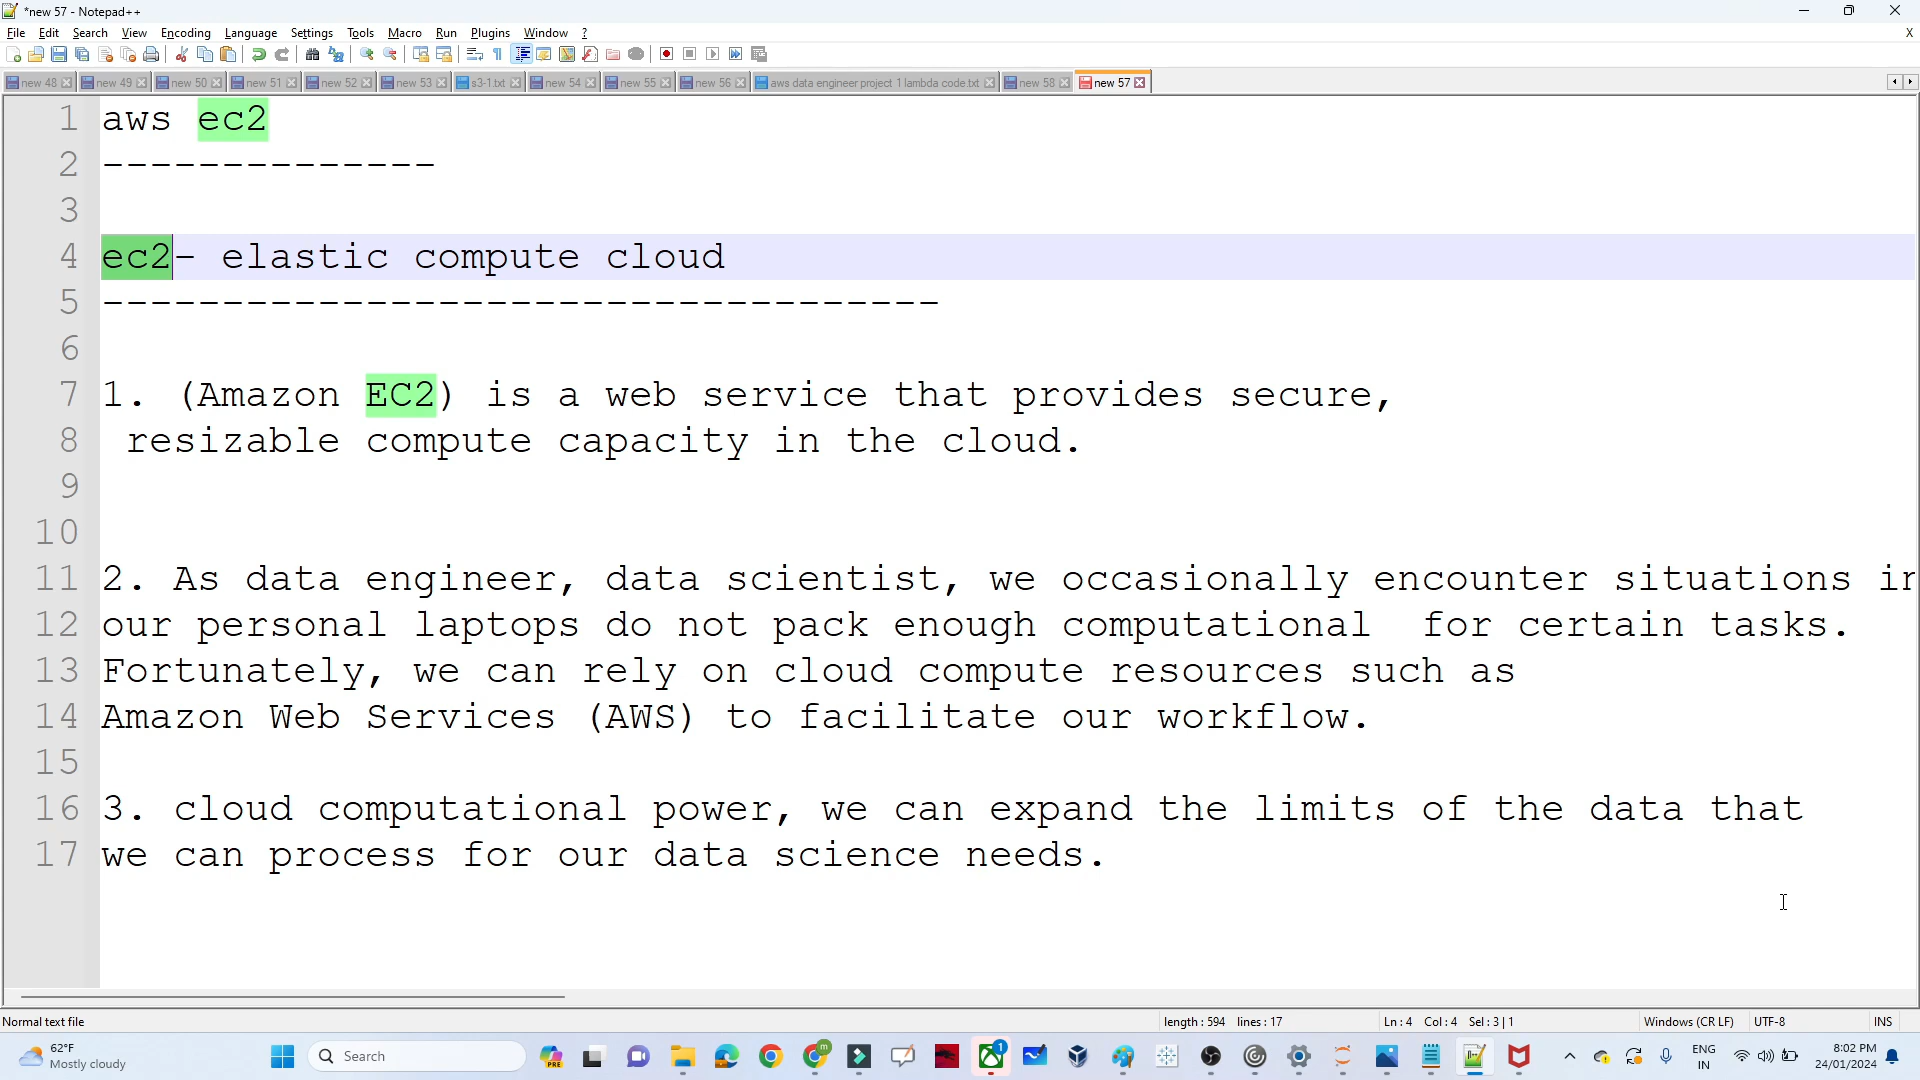 *new 57 - Notepad++
File Edit Search View Encoding Language Settings Tools Macro Run Plugins Window ? X
new 48 new 49 new 50 new 51 new 52 new 53 s3-1.txt new 54 new 55 new 56 aws data engineer project 1 lambda code.txt new 58 new 57
1 aws ec2
2 --------------
3
4 ec2- elastic compute cloud
5 -----------------------------------
6
7 1. (Amazon EC2) is a web service that provides secure,
8 resizable compute capacity in the cloud.
9
10
11 2. As data engineer, data scientist, we occasionally encounter situations
12 our personal laptops do not pack enough computational  for certain tasks.
13 Fortunately, we can rely on cloud compute resources such as
14 Amazon Web Services (AWS) to facilitate our workflow.
15
16 3. cloud computational power, we can expand the limits of the data that
17 we can process for our data science needs.
Normal text file length : 594 lines : 17 Ln : 4 Col : 4 Sel : 3 | 1 Windows (CR LF) UTF-8 INS
62°F
Mostly cloudy
Search
PRE
m
1
ENG
IN
8:02 PM
24/01/2024